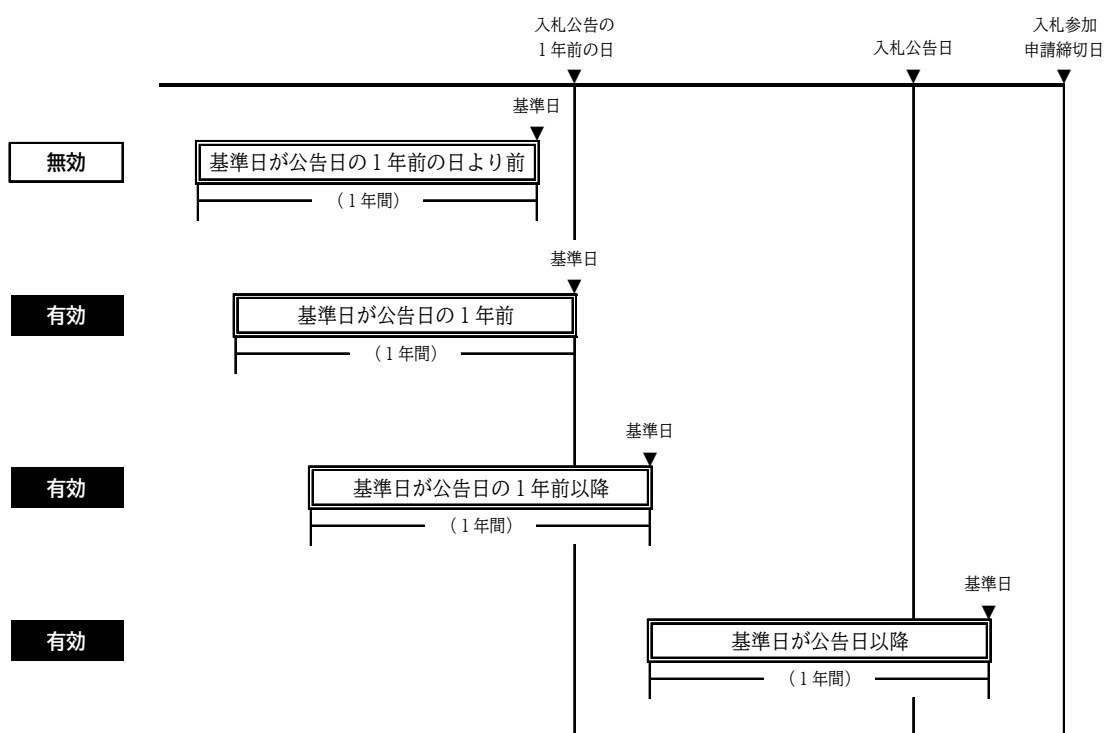 入札公告の
１年前の日
入札公告日
入札参加
申請締切日
基準日
無効
基準日が公告日の１年前の日より前
（１年間）
基準日
有効
基準日が公告日の１年前
（１年間）
基準日
有効
基準日が公告日の１年前以降
（１年間）
基準日
有効
基準日が公告日以降
（１年間）